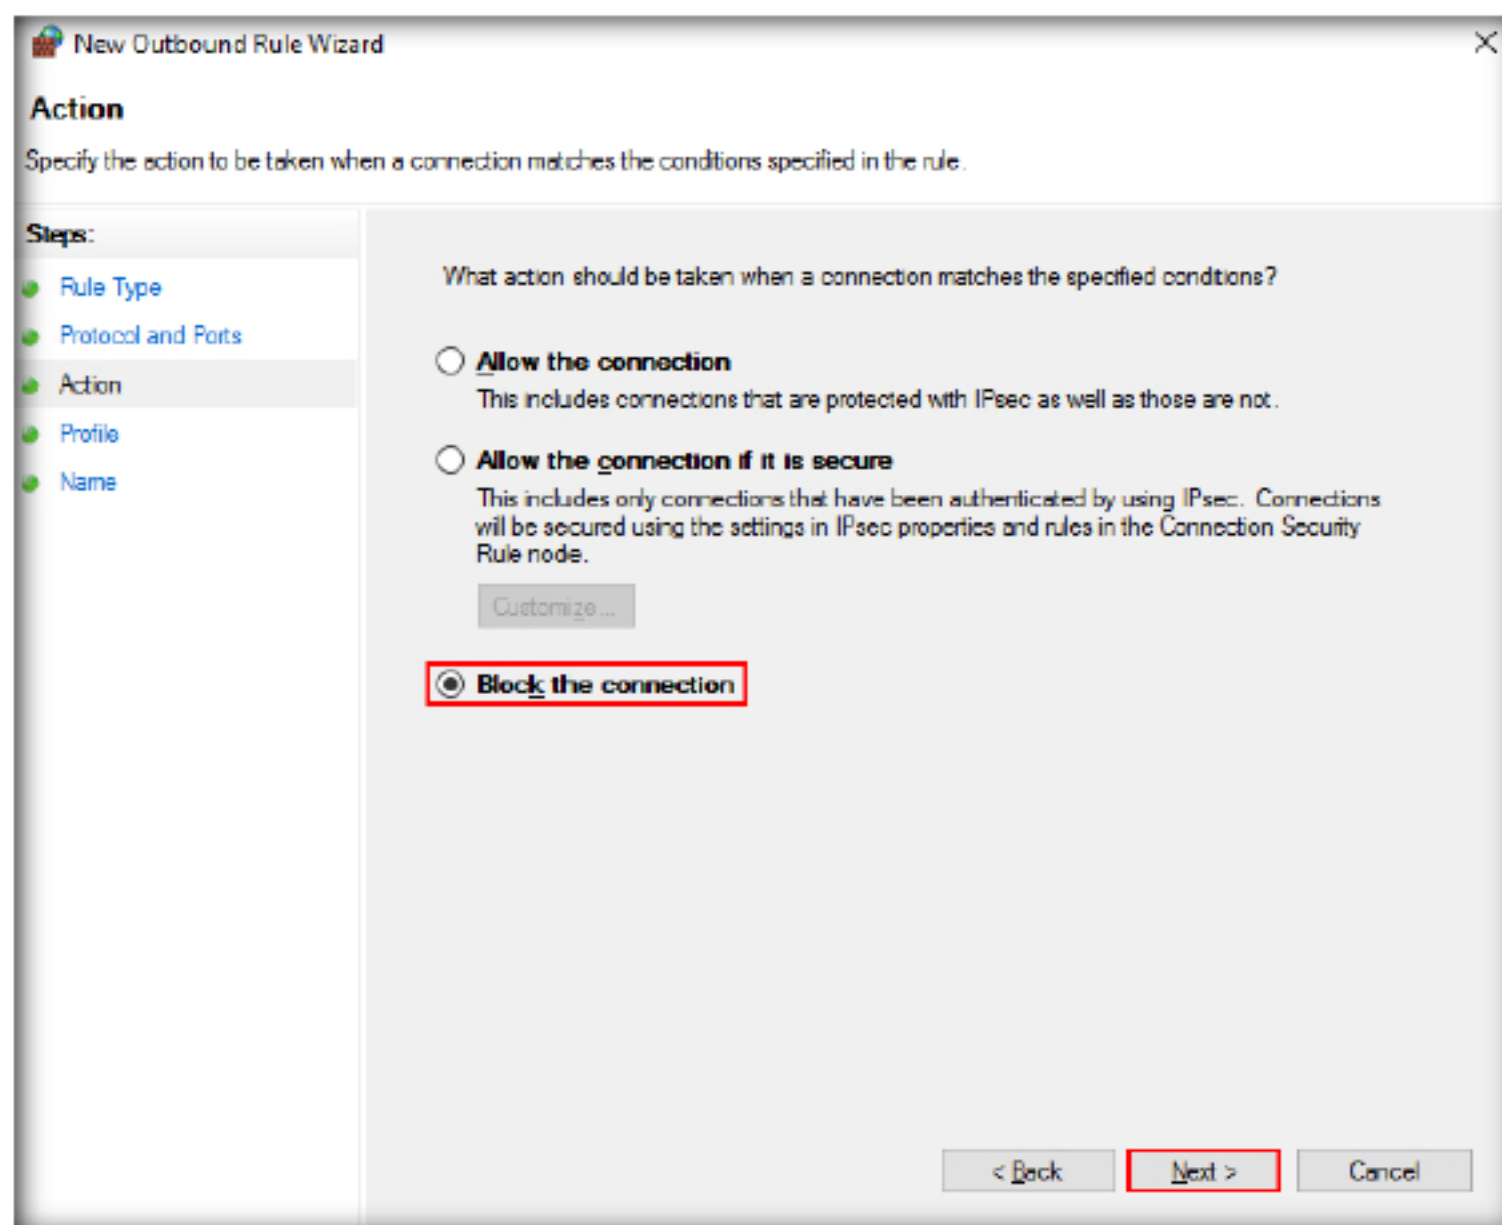 New Outbound Rule Wizard
Action
Specify the action to be taken when a connection matches the conditions specified in the rule.
Steps:
Rule Type
Protocol and Ports
Action
Profile
Name
What action should be taken when a connection matches the specified conditions?
Allow the connection
This includes connections that are protected with IPsec as well as those are not.
Allow the connection if it is secure
This includes only connections that have been authenticated by using IPsec. Connections
will be secured using the settings in IPsec properties and rules in the Connection Security
Rule node.
Customize...
Block the connection
< Back
Next >
Cancel